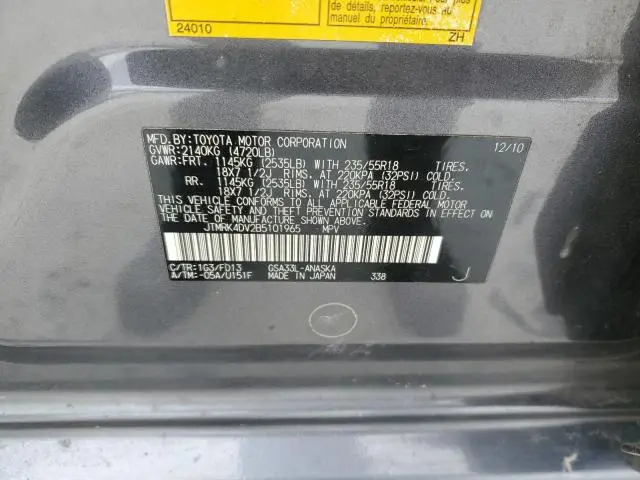 de détails, reportez-vous au
manuel du propriétaire.
24010 ZH
MFD.BY:TOYOTA MOTOR CORPORATION 12/10
GVWR:2140KG (4720LB)
GAWR:FRT. 1145KG (2535LB) WITH 235/55R18 TIRES,
18X7 1/2J RIMS, AT 220KPA (32PSI) COLD.
RR. 1145KG (2535LB) WITH 235/55R18 TIRES,
18X7 1/2J RIMS, AT 220KPA (32PSI) COLD.
THIS VEHICLE CONFORMS TO ALL APPLICABLE FEDERAL MOTOR
VEHICLE SAFETY AND THEFT PREVENTION STANDARDS IN
EFFECT ON THE DATE OF MANUFACTURE SHOWN ABOVE.
JTMRK4DV2B5101965 MPV
C/TR:1G3/FD13 GSA33L-ANASKA
A/TM:-05A/U151F MADE IN JAPAN 338 J